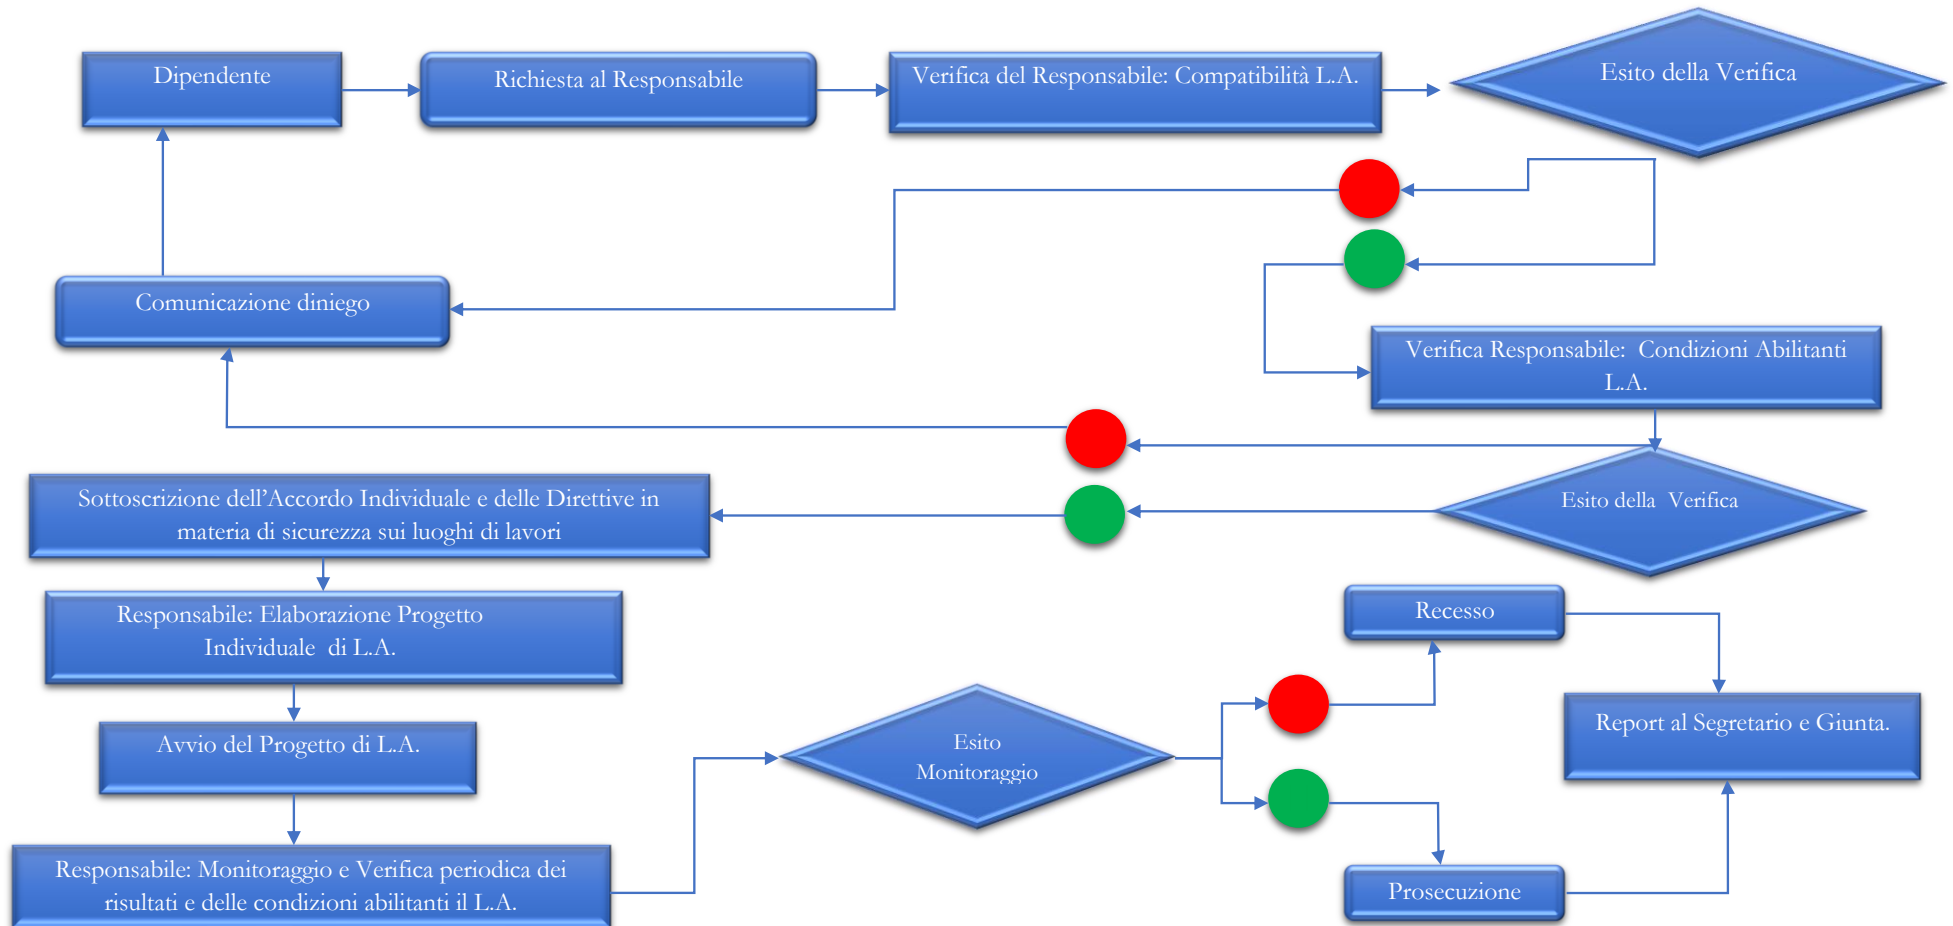 Dipendente
Richiesta al Responsabile
Verifica del Responsabile: Compatibilità L.A.
Esito della Verifica
Comunicazione diniego
Verifica Responsabile: Condizioni Abilitanti
L.A.
Sottoscrizione dell'Accordo Individuale e delle Direttive in
materia di sicurezza sui luoghi di lavori
Esito della Verifica
Responsabile: Elaborazione Progetto
Individuale di L.A.
Recesso
Avvio del Progetto di L.A.
Esito
Monitoraggio
Report al Segretario e Giunta.
Responsabile: Monitoraggio e Verifica periodica dei
risultati e delle condizioni abilitanti il L.A.
Prosecuzione